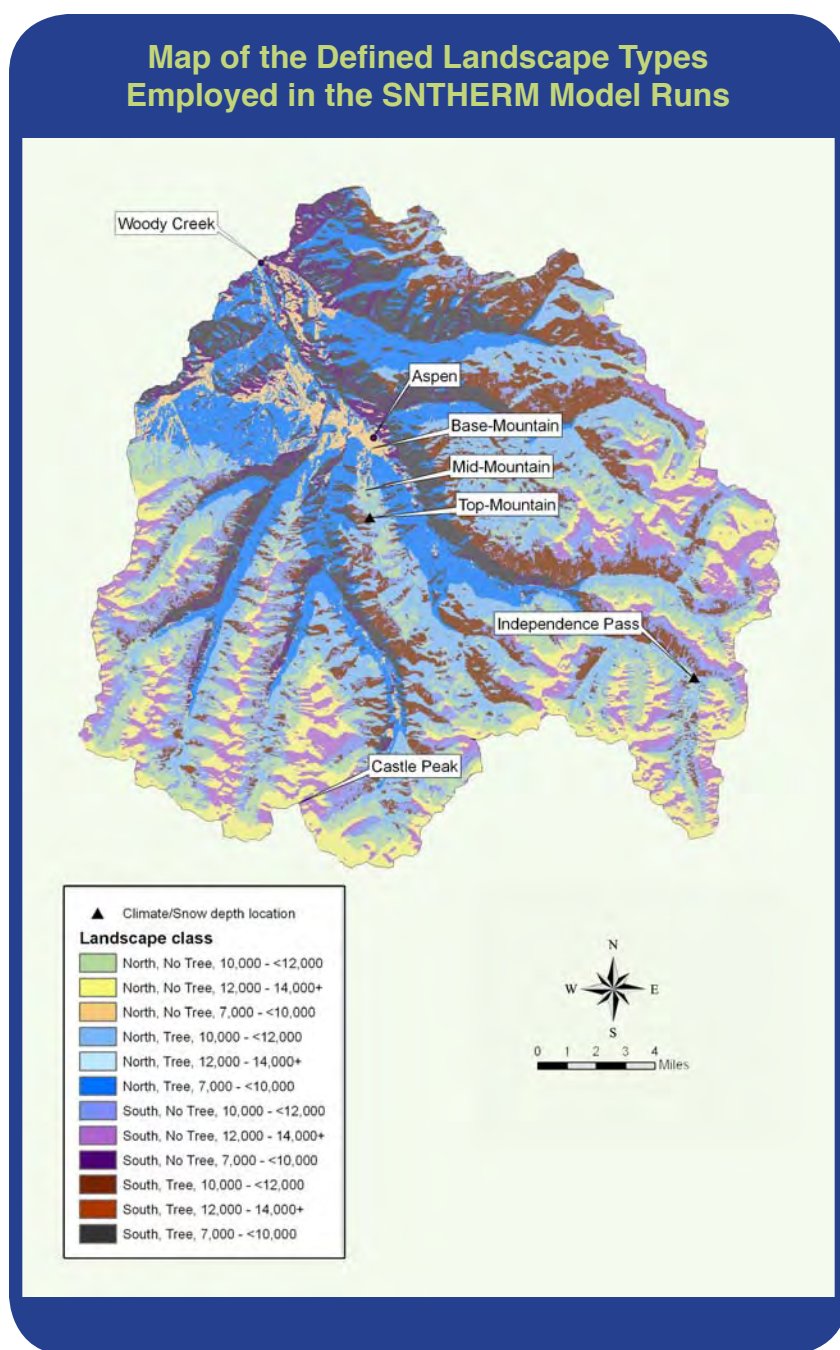 Map of the Defined Landscape Types
Employed in the SNTHERM Model Runs
Woody Creek
Aspen
Base-Mountain
Mid-Mountain
Top-Mountain
Independence Pass
Castle Peak
Climate/Snow depth location
Landscape class
North, No Tree, 10,000 - <12,000
North, No Tree, 12,000 - 14,000+
North, No Tree, 7,000 - <10,000
North, Tree, 10,000 - <12,000
North, Tree, 12,000 - 14,000+
North, Tree, 7,000 - <10,000
South, No Tree, 10,000 - <12,000
South, No Tree, 12,000 - 14,000+
South, No Tree, 7,000 - <10,000
South, Tree, 10,000 - <12,000
South, Tree, 12,000 - 14,000+
South, Tree, 7,000 - <10,000
N
W E
S
0 1 2 3 4
Miles